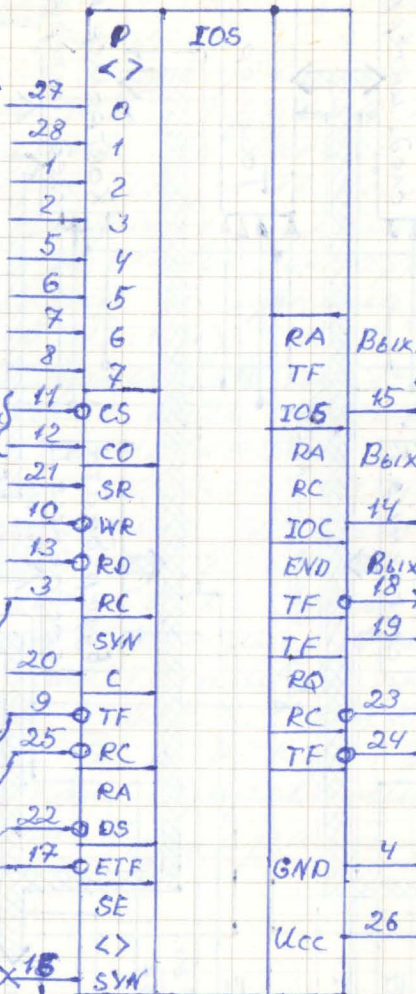 D IOS
<>
27 0
28 1
1 2
2 3
5 4
6 5
7 6
8 7
RA Вых
TF
11 CS IOS 15
12 CO RA Вых
21 SR RC
10 WR IOC 14
13 RD END Вых
3 RC TF 18
SYN TF 19
20 C RQ
9 TF RC 23
25 RC TF 24
RA
22 DS
17 ETF GND 4
SE
<> Ucc 26
16 SYN